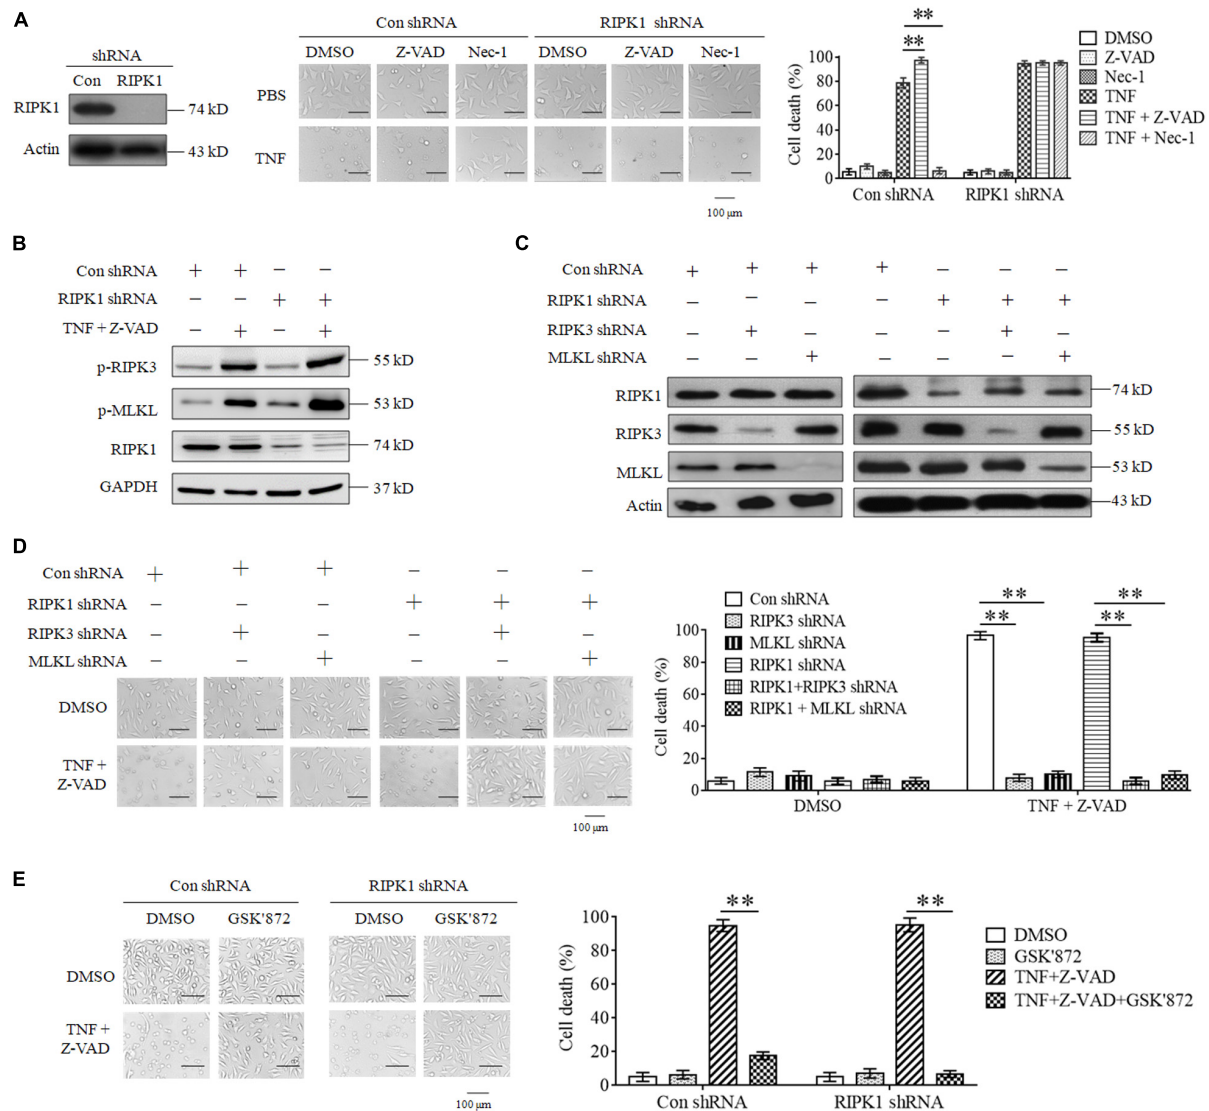 A
shRNA
Con RIPK1
RIPK1
74 kD
Actin
43 kD
Con shRNA
RIPK1 shRNA
DMSO Z-VAD Nec-1 DMSO Z-VAD Nec-1
PBS
TNF
100 μm
Cell death (%)
100
80
60
40
20
0
**
**
Con shRNA RIPK1 shRNA
DMSO
Z-VAD
Nec-1
TNF
TNF + Z-VAD
TNF + Nec-1
B
Con shRNA + + − −
RIPK1 shRNA − − + +
TNF + Z-VAD − + − +
p-RIPK3 55 kD
p-MLKL 53 kD
RIPK1 74 kD
GAPDH 37 kD
C
Con shRNA + + + + − − −
RIPK1 shRNA − − − − + + +
RIPK3 shRNA − + − − − + −
MLKL shRNA − − + − − − +
RIPK1 74 kD
RIPK3 55 kD
MLKL 53 kD
Actin 43 kD
D
Con shRNA + + + − − −
RIPK1 shRNA − − − + + +
RIPK3 shRNA − + − − + −
MLKL shRNA − − + − − +
DMSO
TNF +
Z-VAD
100 μm
Con shRNA
RIPK3 shRNA
MLKL shRNA
RIPK1 shRNA
RIPK1+RIPK3 shRNA
RIPK1 + MLKL shRNA
Cell death (%)
100
80
60
40
20
0
**
**
**
**
DMSO TNF + Z-VAD
E
Con shRNA RIPK1 shRNA
DMSO GSK'872 DMSO GSK'872
DMSO
TNF +
Z-VAD
100 μm
Cell death (%)
100
80
60
40
20
0
**
**
Con shRNA RIPK1 shRNA
DMSO
GSK'872
TNF+Z-VAD
TNF+Z-VAD+GSK'872